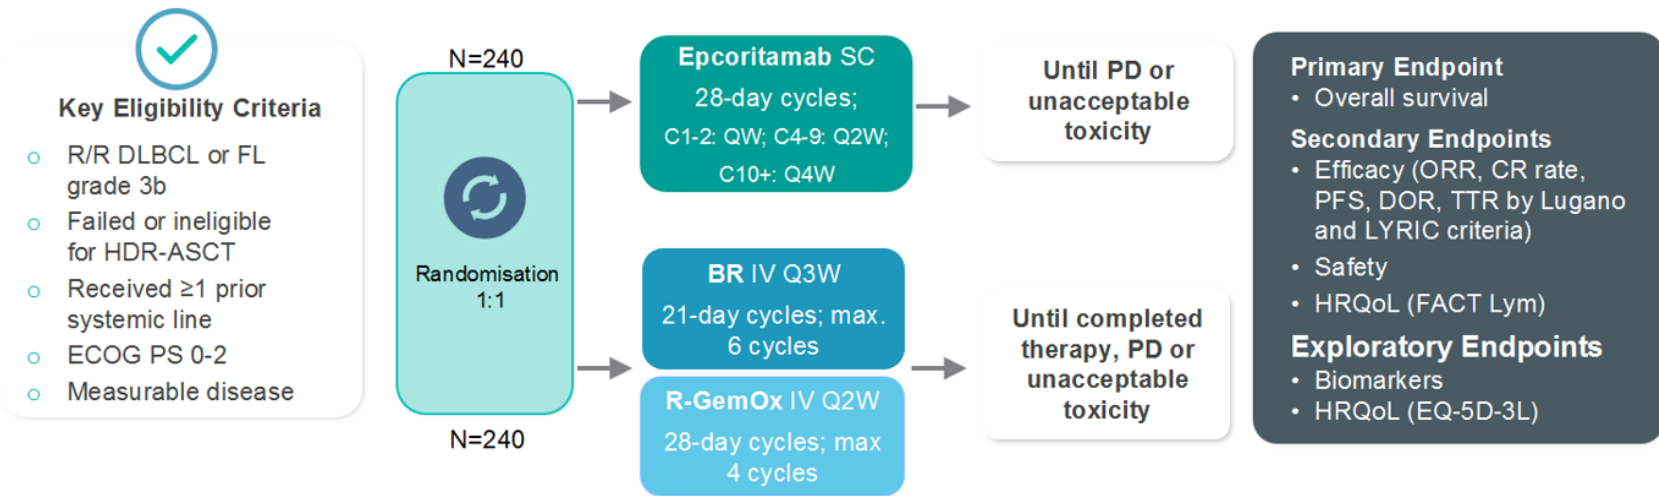 Key Eligibility Criteria
R/R DLBCL or FL
grade 3b
Failed or ineligible
for HDR-ASCT
Received ≥1 prior
systemic line
ECOG PS 0-2
Measurable disease
N=240
Randomisation
1:1
N=240
Epcoritamab SC
28-day cycles;
C1-2: QW; C4-9: Q2W;
C10+: Q4W
BR IV Q3W
21-day cycles; max.
6 cycles
R-GemOx IV Q2W
28-day cycles; max
4 cycles
Until PD or
unacceptable
toxicity
Until completed
therapy, PD or
unacceptable
toxicity
Primary Endpoint
• Overall survival
Secondary Endpoints
• Efficacy (ORR, CR rate,
PFS, DOR, TTR by Lugano
and LYRIC criteria)
• Safety
• HRQoL (FACT Lym)
Exploratory Endpoints
• Biomarkers
• HRQoL (EQ-5D-3L)